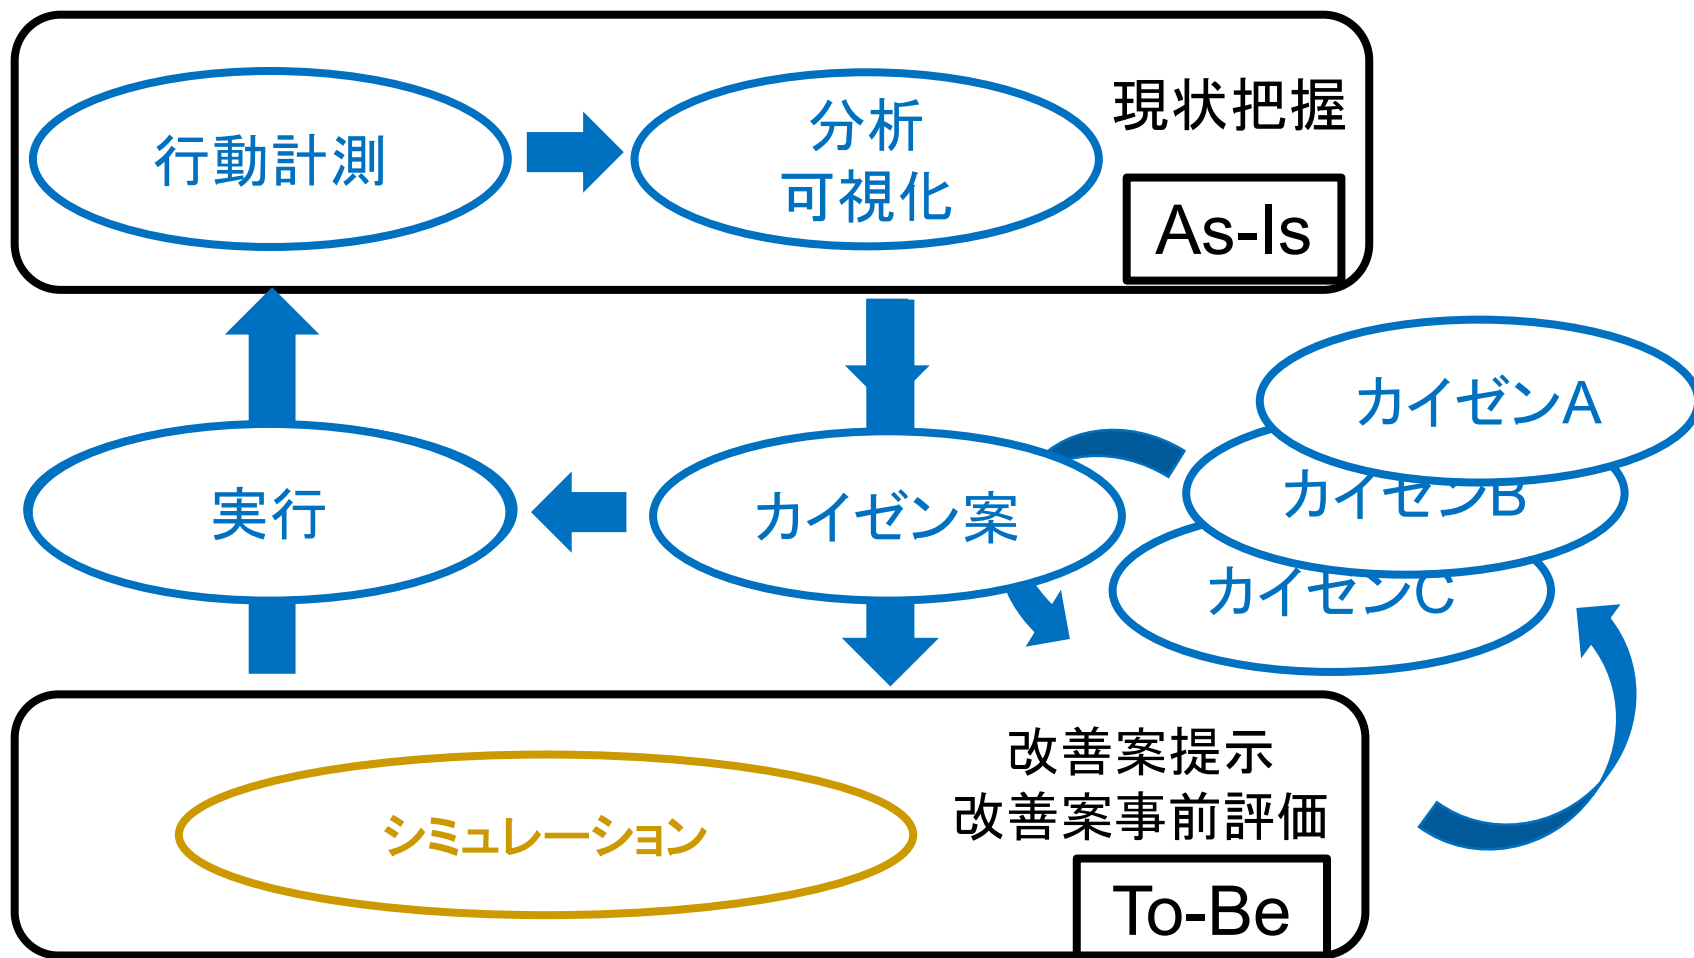 行動計測
分析
可視化
現状把握
As-Is
実行
カイゼン案
カイゼンA
カイゼンB
カイゼンC
シミュレーション
改善案提示
改善案事前評価
To-Be